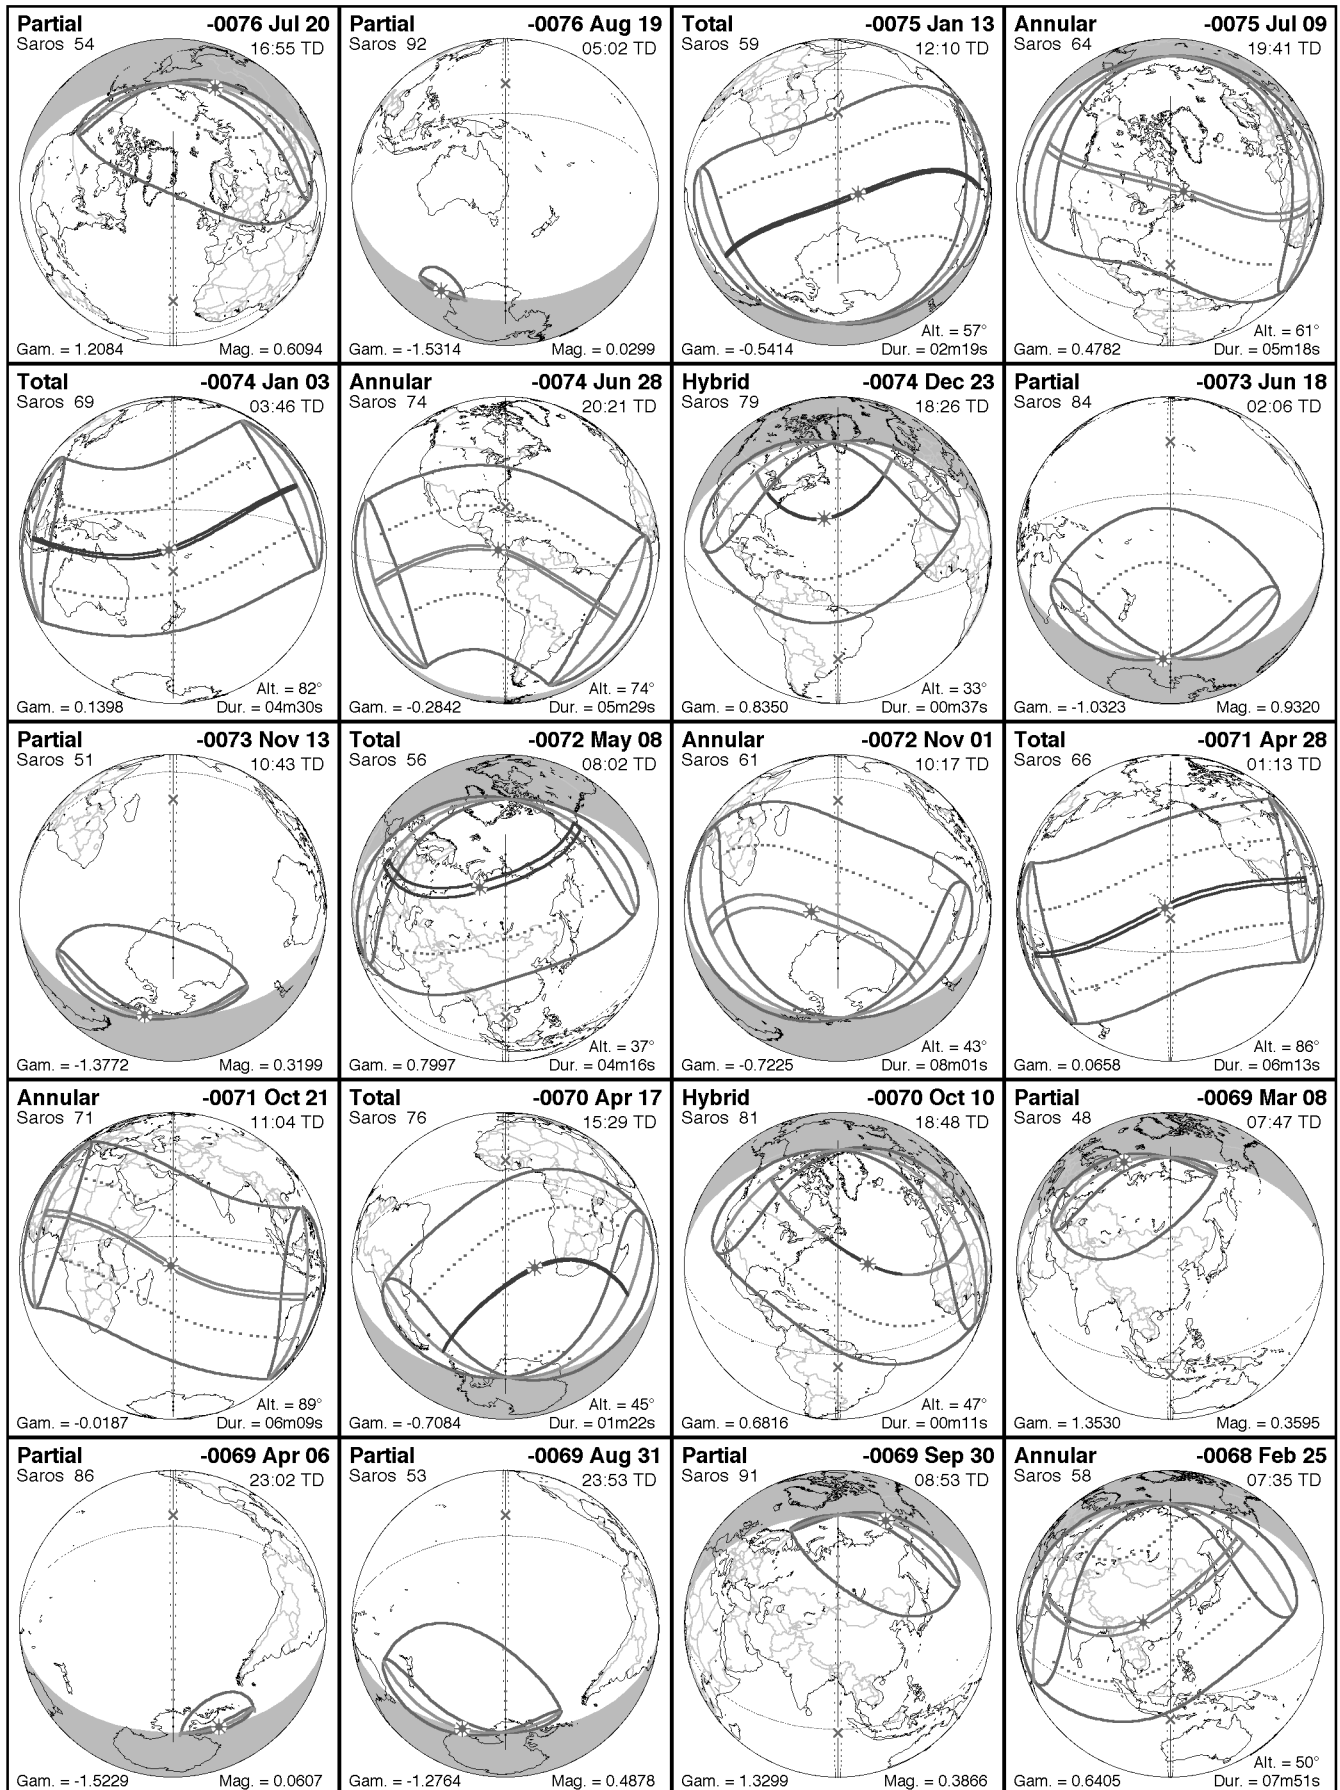 Partial -0076 Jul 20
Saros 54 16:55 TD
Gam. = 1.2084 Mag. = 0.6094
Partial -0076 Aug 19
Saros 92 05:02 TD
Gam. = -1.5314 Mag. = 0.0299
Total -0075 Jan 13
Saros 59 12:10 TD
Alt. = 57°
Gam. = -0.5414 Dur. = 02m19s
Annular -0075 Jul 09
Saros 64 19:41 TD
Alt. = 61°
Gam. = 0.4782 Dur. = 05m18s
Total -0074 Jan 03
Saros 69 03:46 TD
Alt. = 82°
Gam. = 0.1398 Dur. = 04m30s
Annular -0074 Jun 28
Saros 74 20:21 TD
Alt. = 74°
Gam. = -0.2842 Dur. = 05m29s
Hybrid -0074 Dec 23
Saros 79 18:26 TD
Alt. = 33°
Gam. = 0.8350 Dur. = 00m37s
Partial -0073 Jun 18
Saros 84 02:06 TD
Gam. = -1.0323 Mag. = 0.9320
Partial -0073 Nov 13
Saros 51 10:43 TD
Gam. = -1.3772 Mag. = 0.3199
Total -0072 May 08
Saros 56 08:02 TD
Alt. = 37°
Gam. = 0.7997 Dur. = 04m16s
Annular -0072 Nov 01
Saros 61 10:17 TD
Alt. = 43°
Gam. = -0.7225 Dur. = 08m01s
Total -0071 Apr 28
Saros 66 01:13 TD
Alt. = 86°
Gam. = 0.0658 Dur. = 06m13s
Annular -0071 Oct 21
Saros 71 11:04 TD
Alt. = 89°
Gam. = -0.0187 Dur. = 06m09s
Total -0070 Apr 17
Saros 76 15:29 TD
Alt. = 45°
Gam. = -0.7084 Dur. = 01m22s
Hybrid -0070 Oct 10
Saros 81 18:48 TD
Alt. = 47°
Gam. = 0.6816 Dur. = 00m11s
Partial -0069 Mar 08
Saros 48 07:47 TD
Gam. = 1.3530 Mag. = 0.3595
Partial -0069 Apr 06
Saros 86 23:02 TD
Gam. = -1.5229 Mag. = 0.0607
Partial -0069 Aug 31
Saros 53 23:53 TD
Gam. = -1.2764 Mag. = 0.4878
Partial -0069 Sep 30
Saros 91 08:53 TD
Gam. = 1.3299 Mag. = 0.3866
Annular -0068 Feb 25
Saros 58 07:35 TD
Alt. = 50°
Gam. = 0.6405 Dur. = 07m51s